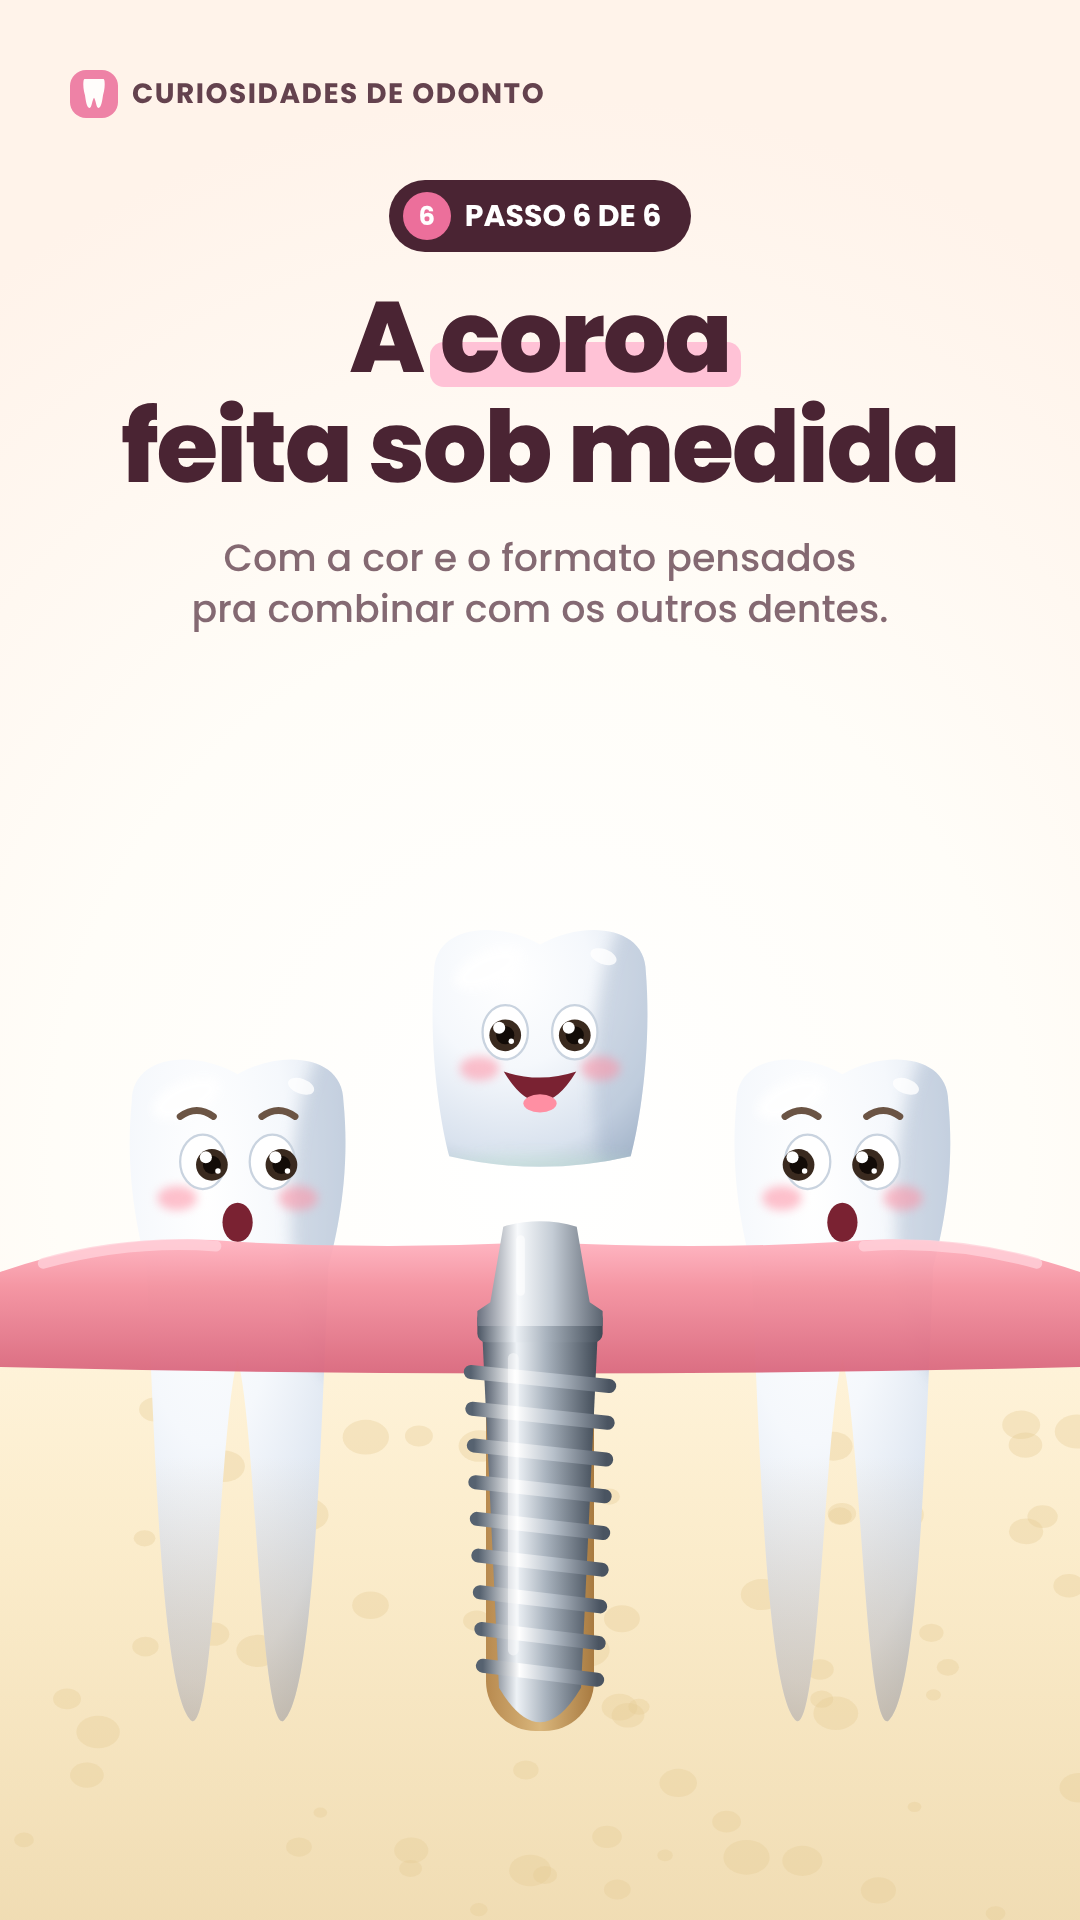 CURIOSIDADES DE ODONTO
6 PASSO 6 DE 6
A coroa
feita sob medida
Com a cor e o formato pensados
pra combinar com os outros dentes.